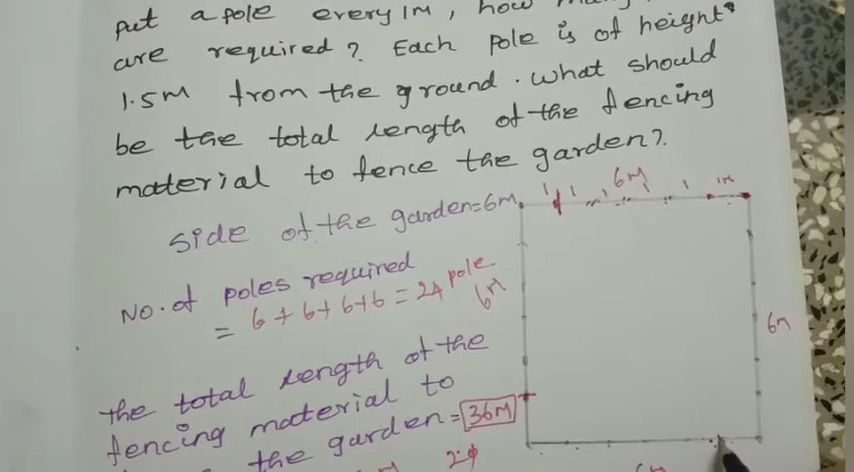 put a pole every 1M, how
are required? Each pole is of height
1.5M from the ground. what should
be the total length of the fencing
material to fence the garden?
side of the garden=6M
6M
1M
No. of poles required
= 6+6+6+6 = 24 pole
6M
6M
the total length of the
fencing material to
the garden= 36M